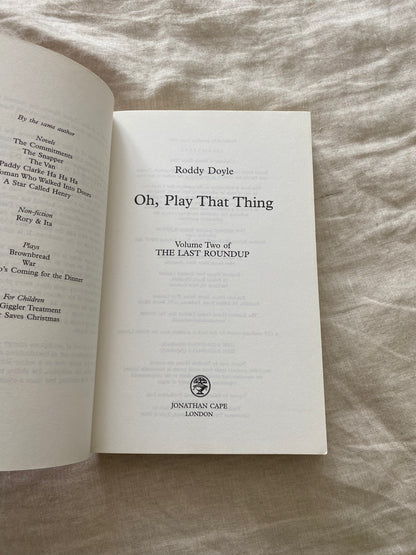 By the same author
Novels
The Commitments
The Snapper
The Van
Paddy Clarke Ha Ha Ha
Woman Who Walked Into Doors
A Star Called Henry
Non-fiction
Rory & Ita
Plays
Brownbread
War
Coming for the Dinner
For Children
Giggler Treatment
Saves Christmas
Roddy Doyle
Oh, Play That Thing
Volume Two of
THE LAST ROUNDUP
JONATHAN CAPE
LONDON